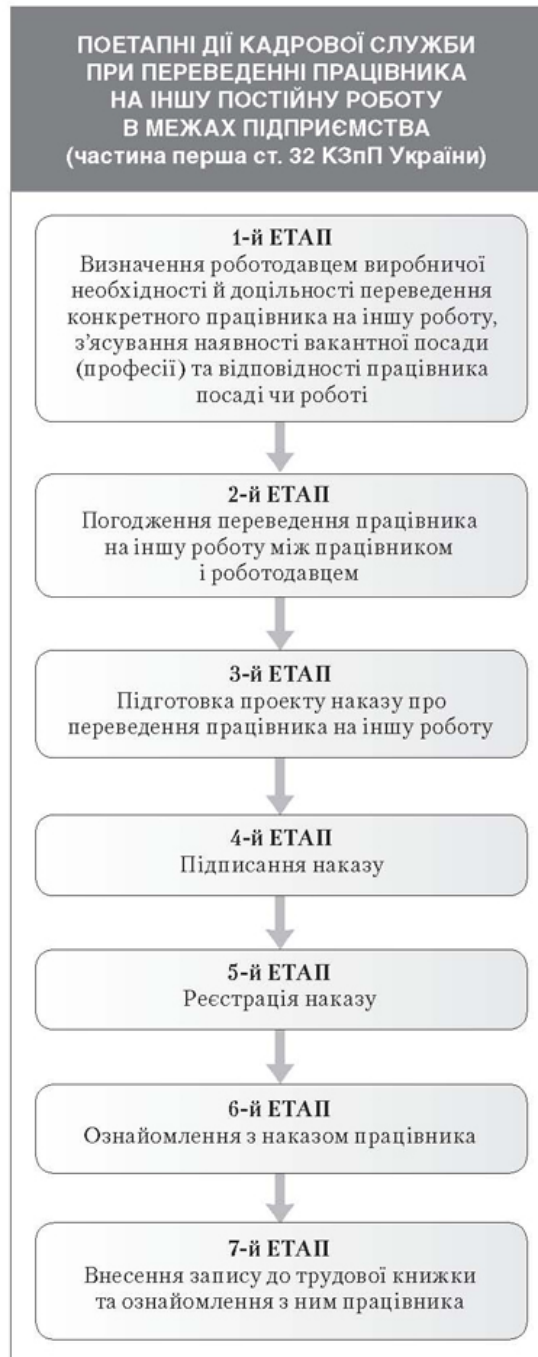 ПОЕТАПНІ ДІЇ КАДРОВОЇ СЛУЖБИ
ПРИ ПЕРЕВЕДЕННІ ПРАЦІВНИКА
НА ІНШУ ПОСТІЙНУ РОБОТУ
В МЕЖАХ ПІДПРИЄМСТВА
(частина перша ст. 32 КЗпП України)
1-й ЕТАП
Визначення роботодавцем виробничої
необхідності й доцільності переведення
конкретного працівника на іншу роботу,
з'ясування наявності вакантної посади
(професії) та відповідності працівника
посаді чи роботі
2-й ЕТАП
Погодження переведення працівника
на іншу роботу між працівником
і роботодавцем
3-й ЕТАП
Підготовка проекту наказу про
переведення працівника на іншу роботу
4-й ЕТАП
Підписання наказу
5-й ЕТАП
Реєстрація наказу
6-й ЕТАП
Ознайомлення з наказом працівника
7-й ЕТАП
Внесення запису до трудової книжки
та ознайомлення з ним працівника